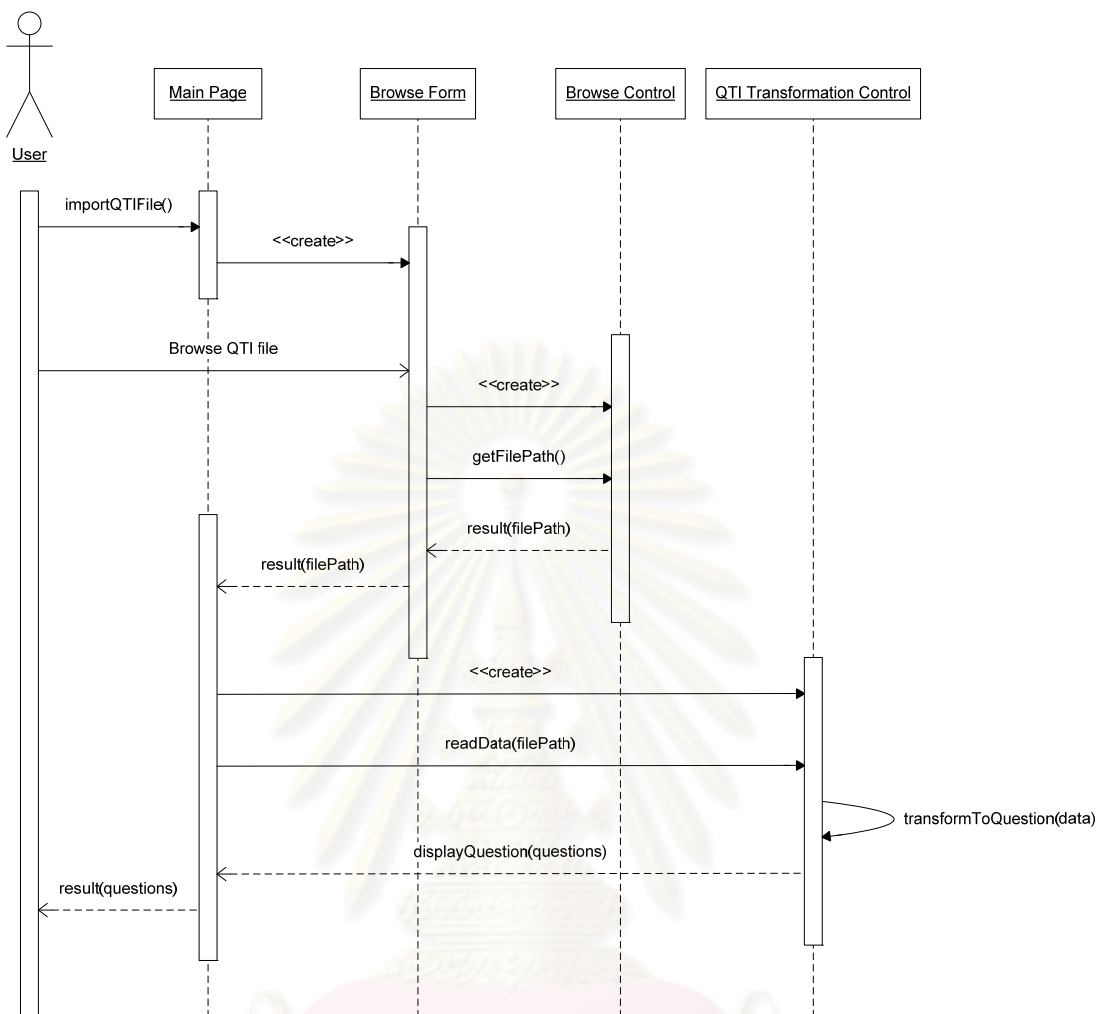 Main Page
Browse Form
Browse Control
QTI Transformation Control
User
importQTIFile()
<<create>>
Browse QTI file
<<create>>
getFilePath()
result(filePath)
result(filePath)
<<create>>
readData(filePath)
transformToQuestion(data)
displayQuestion(questions)
result(questions)